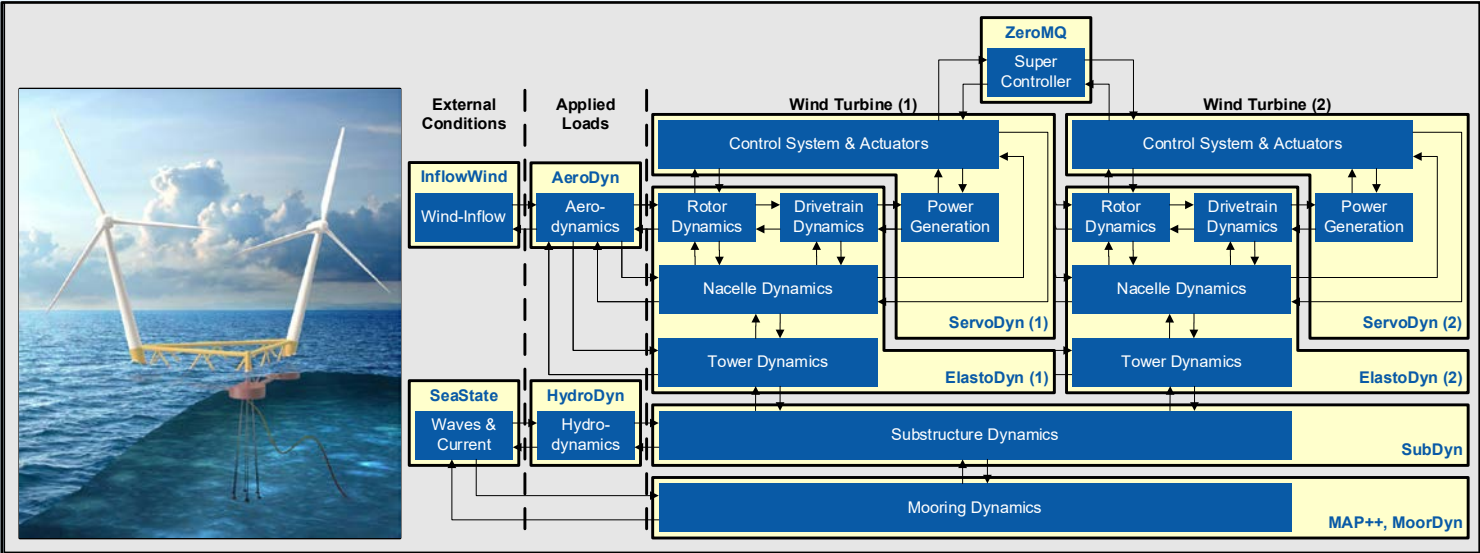 ZeroMQ
Super
Controller
External
Conditions
Applied
Loads
Wind Turbine (1)
Wind Turbine (2)
Control System & Actuators
Control System & Actuators
InflowWind
Wind-Inflow
AeroDyn
Aero-
dynamics
Rotor
Dynamics
Drivetrain
Dynamics
Power
Generation
Rotor
Dynamics
Drivetrain
Dynamics
Power
Generation
Nacelle Dynamics
Nacelle Dynamics
ServoDyn (1)
ServoDyn (2)
Tower Dynamics
Tower Dynamics
ElastoDyn (1)
ElastoDyn (2)
SeaState
Waves &
Current
HydroDyn
Hydro-
dynamics
Substructure Dynamics
SubDyn
Mooring Dynamics
MAP++, MoorDyn